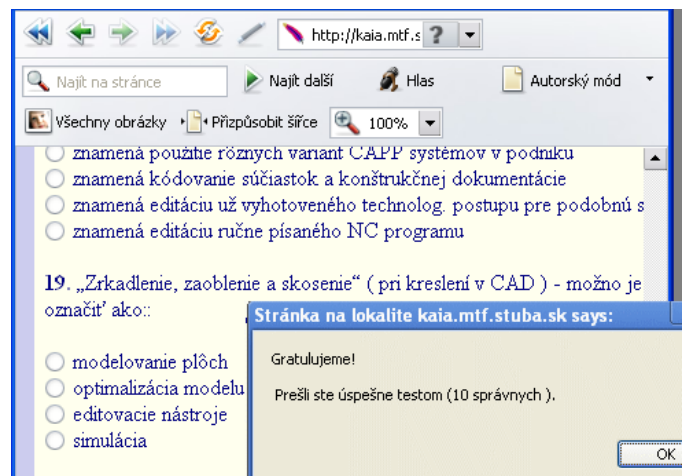 http://kaia.mtf.s ?
Najít na stránce Najít další Hlas Autorský mód
Všechny obrázky Přizpůsobit šířce 100%
znamená použitie rôznych variant CAPP systémov v podniku
znamená kódovanie súčiastok a konštrukčnej dokumentácie
znamená editáciu už vyhotoveného technolog. postupu pre podobnú s
znamená editáciu ručne písaného NC programu
19. „Zrkadlenie, zaoblenie a skosenie“ ( pri kreslení v CAD ) - možno je
označiť ako::
Stránka na lokalite kaia.mtf.stuba.sk says:
modelovanie plôch
optimalizácia modelu
editovacie nástroje
simulácia
Gratulujeme!
Prešli ste úspešne testom (10 správnych ).
OK